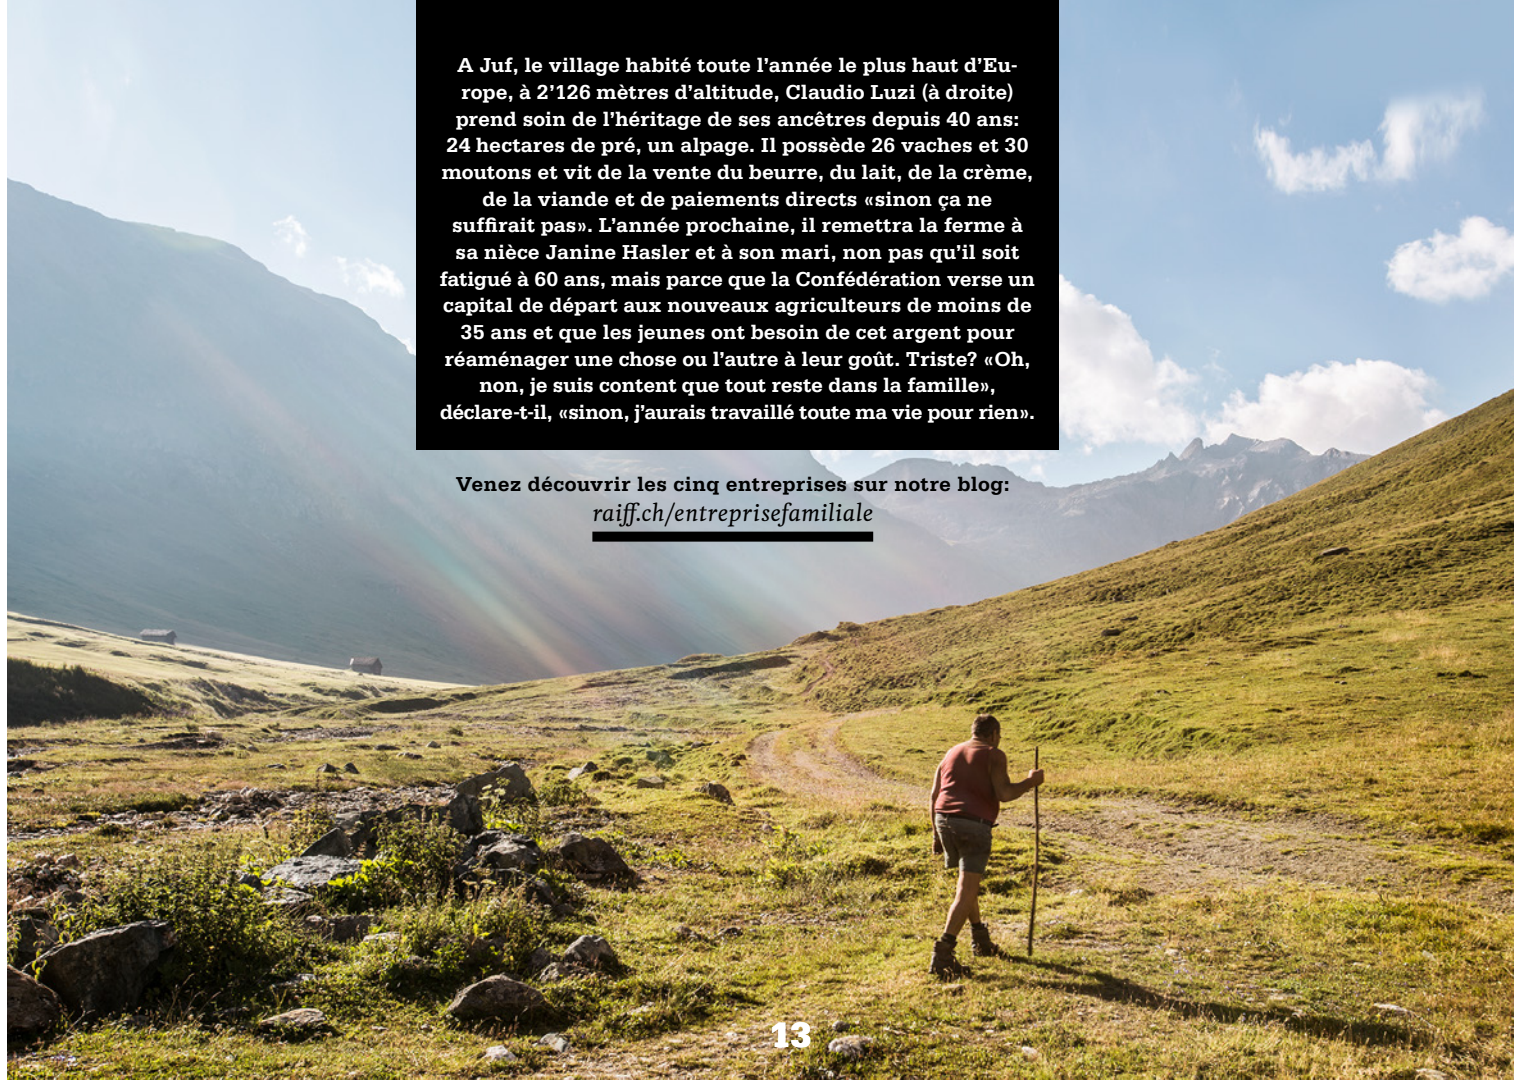 A Juf, le village habité toute l’année le plus haut d’Eu-
rope, à 2’126 mètres d’altitude, Claudio Luzi (à droite)
prend soin de l’héritage de ses ancêtres depuis 40 ans:
24 hectares de pré, un alpage. Il possède 26 vaches et 30
moutons et vit de la vente du beurre, du lait, de la crème,
de la viande et de paiements directs «sinon ça ne
suffirait pas». L’année prochaine, il remettra la ferme à
sa nièce Janine Hasler et à son mari, non pas qu’il soit
fatigué à 60 ans, mais parce que la Confédération verse un
capital de départ aux nouveaux agriculteurs de moins de
35 ans et que les jeunes ont besoin de cet argent pour
réaménager une chose ou l’autre à leur goût. Triste? «Oh,
non, je suis content que tout reste dans la famille»,
déclare-t-il, «sinon, j’aurais travaillé toute ma vie pour rien».
Venez découvrir les cinq entreprises sur notre blog:
raiff.ch/entreprisefamiliale
13